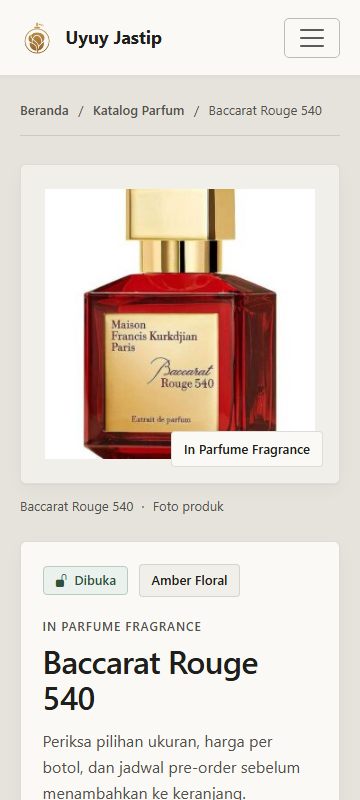 Uyuy Jastip
Beranda / Katalog Parfum / Baccarat Rouge 540
Maison
Francis Kurkdjian
Paris
Baccarat
Rouge 540
Extrait de parfum
In Parfume Fragrance
Baccarat Rouge 540 · Foto produk
Dibuka
Amber Floral
IN PARFUME FRAGRANCE
Baccarat Rouge
540
Periksa pilihan ukuran, harga per
botol, dan jadwal pre-order sebelum
menambahkan ke keranjang.